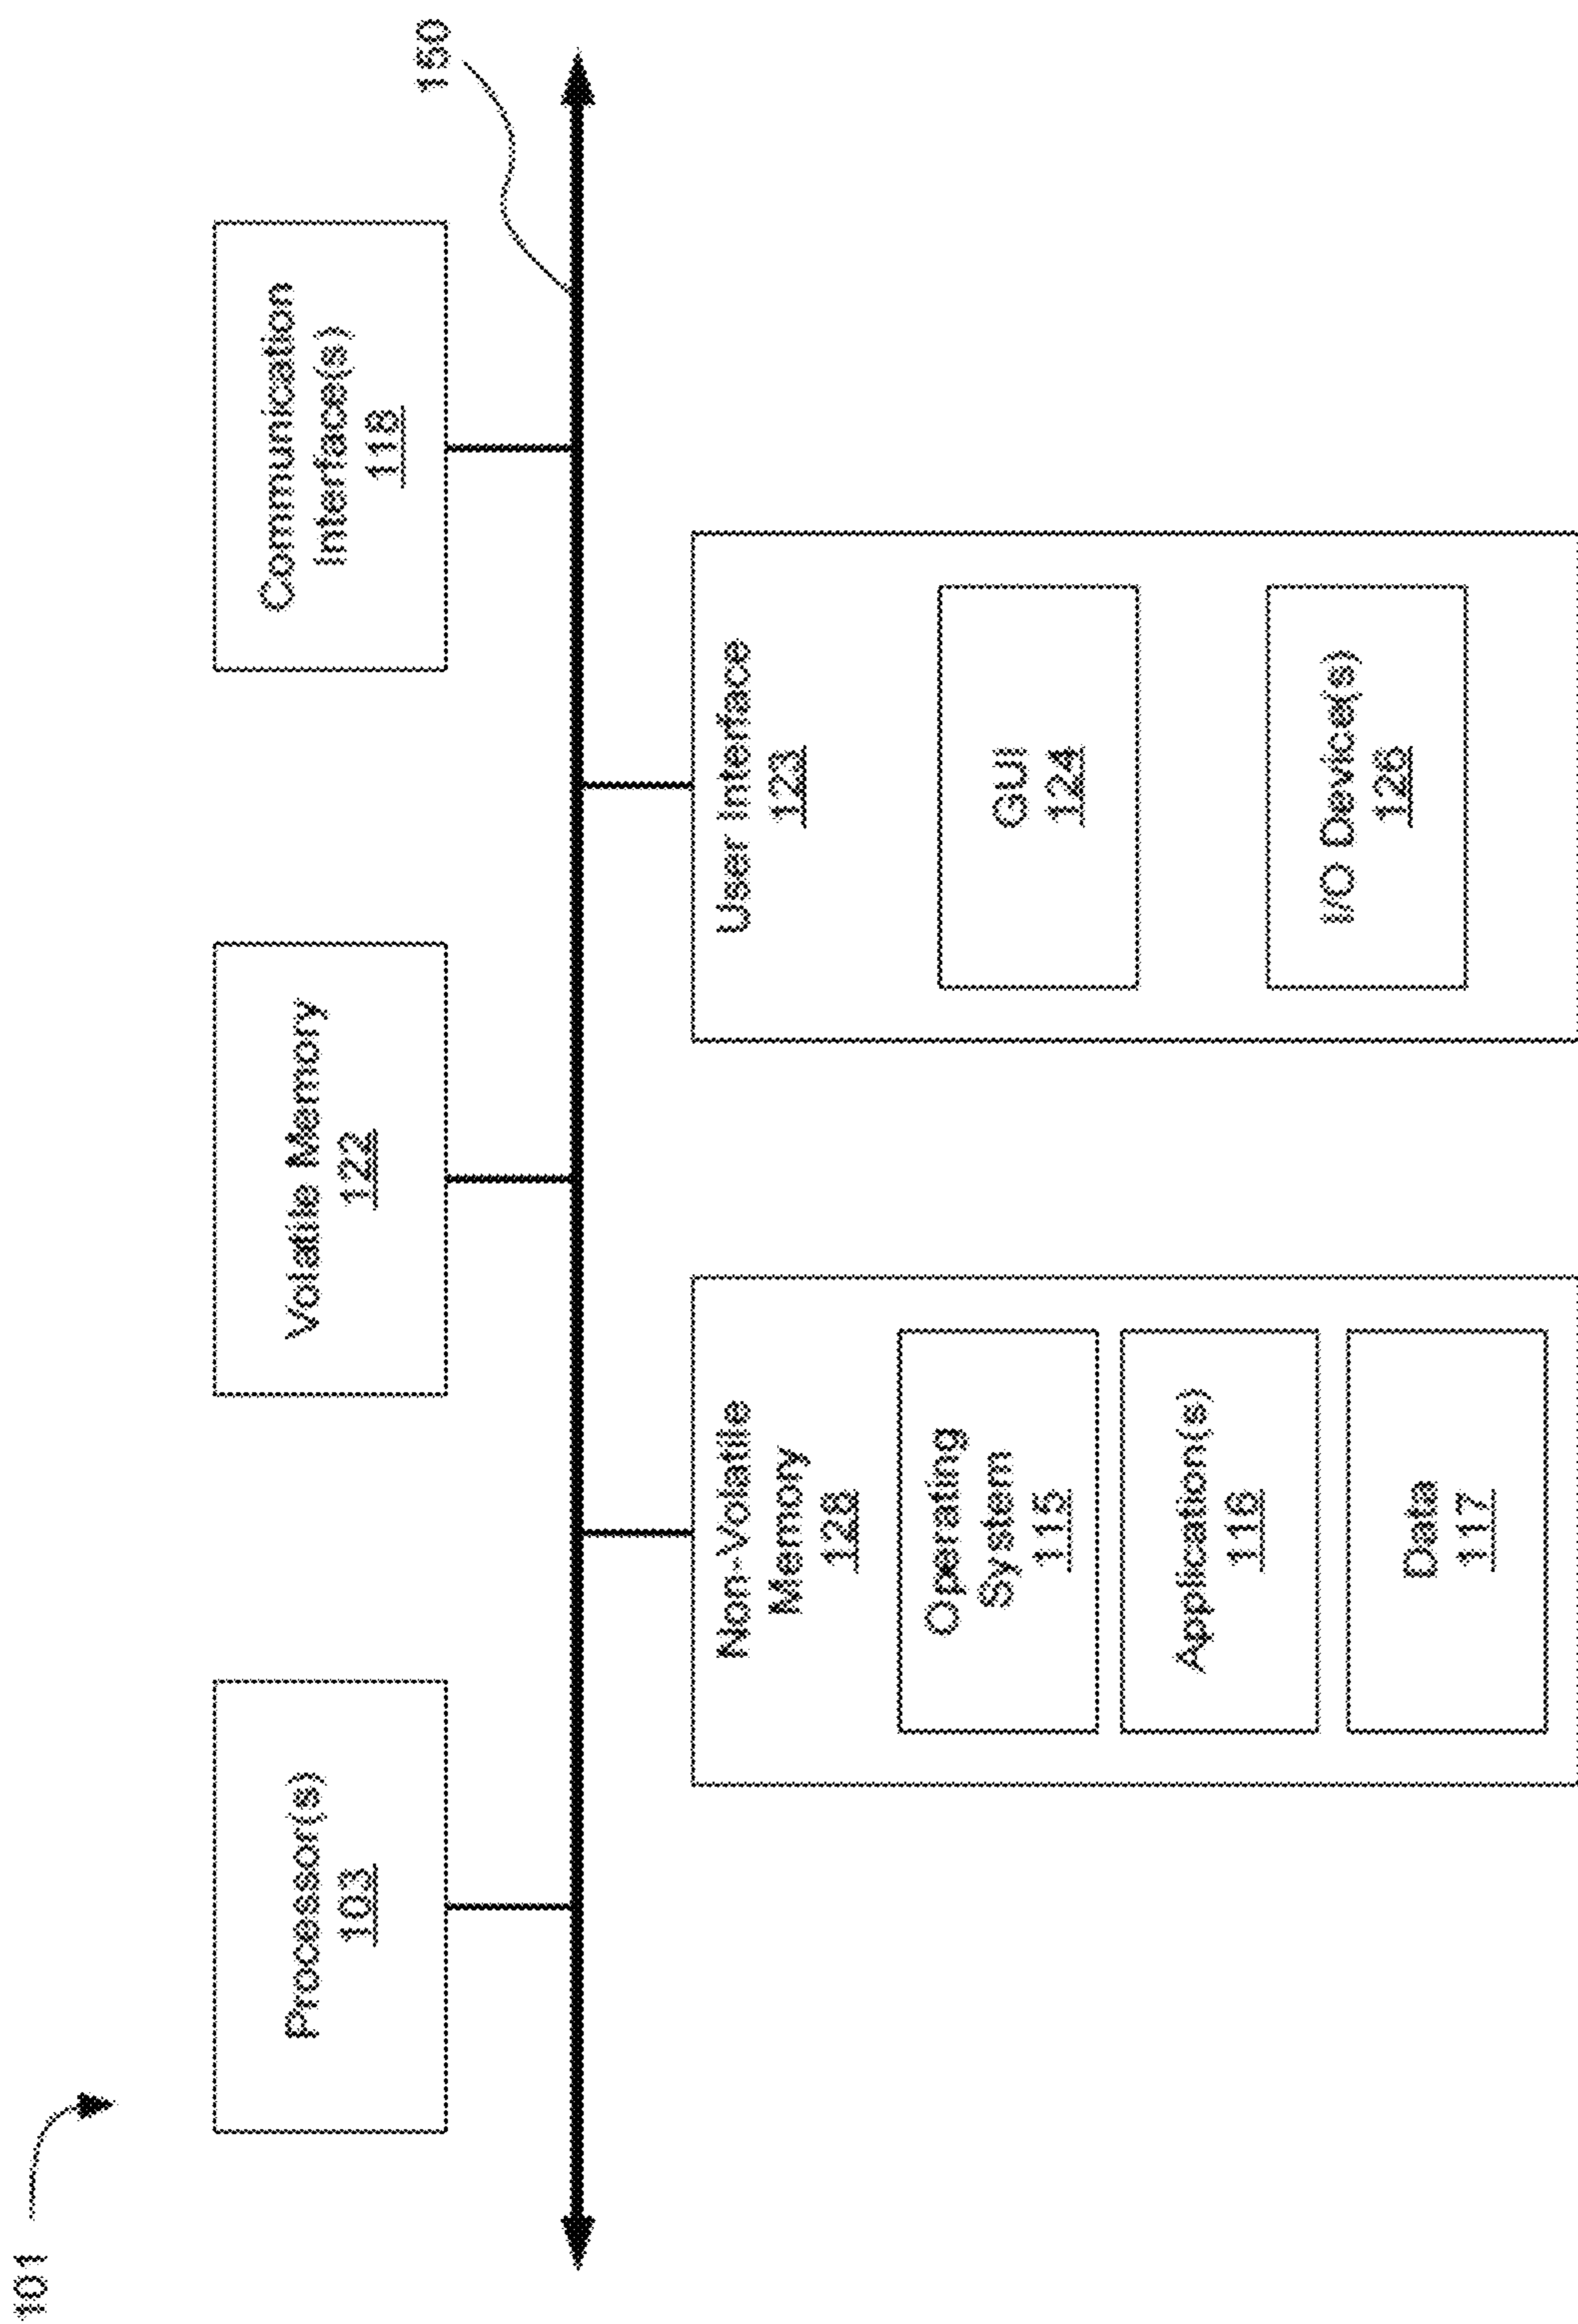 101
Processor(s)
103
Volatile Memory
122
Communication
Interface(s)
118
150
Non-Volatile
Memory
128
Operating
System
115
Application(s)
116
Data
117
User Interface
123
GUI
124
I/O Device(s)
126